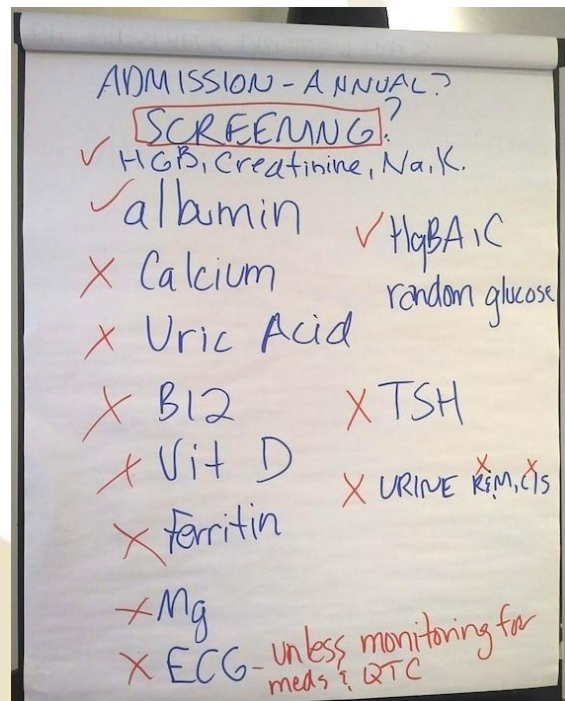 ADMISSION - ANNUAL?
SCREENING?
✓ HGB, Creatinine, Na, K.
✓ albumin
✓ HgBA1C
random glucose
X Calcium
X Uric Acid
X B12
X TSH
X Vit D
X URINE R&M, C/S
X Ferritin
X Mg
X ECG - unless monitoring for
meds & QTC